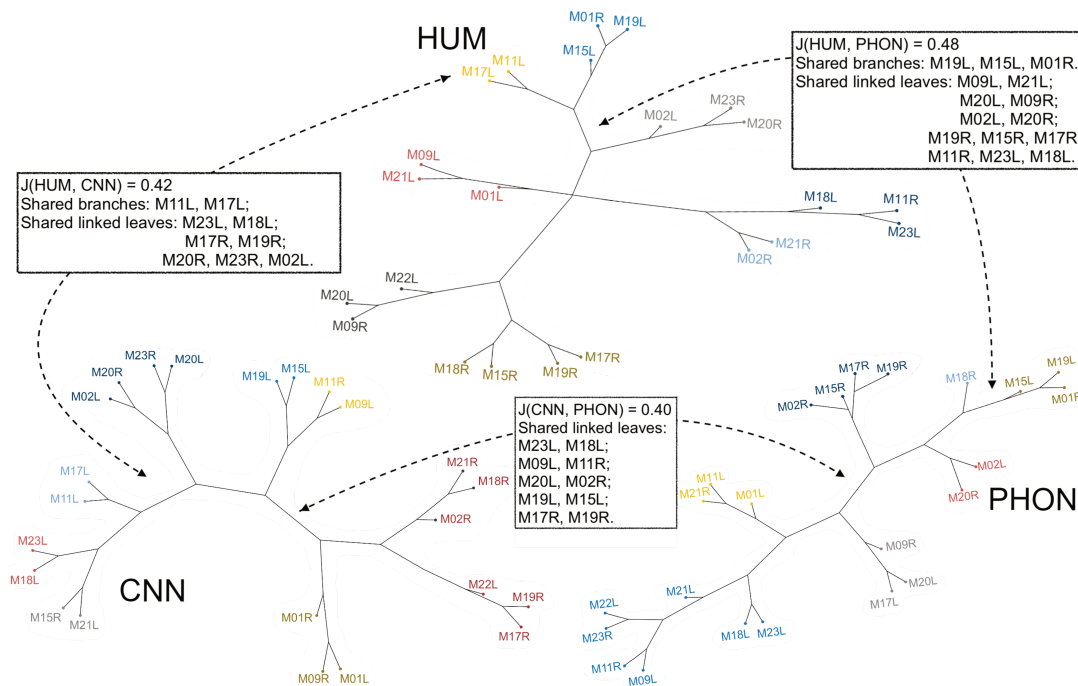 HUM
M01R
M19L
M15L
M11L
M17L
M23R
M02L
M20R
M09L
M21L
M01L
M18L
M11R
M23L
M21R
M02R
M22L
M20L
M09R
M18R
M15R
M19R
M17R
J(HUM, PHON) = 0.48
Shared branches: M19L, M15L, M01R.
Shared linked leaves: M09L, M21L;
M20L, M09R;
M02L, M20R;
M19R, M15R, M17R
M11R, M23L, M18L.
J(HUM, CNN) = 0.42
Shared branches: M11L, M17L;
Shared linked leaves: M23L, M18L;
M17R, M19R;
M20R, M23R, M02L.
J(CNN, PHON) = 0.40
Shared linked leaves:
M23L, M18L;
M09L, M11R;
M20L, M02R;
M19L, M15L;
M17R, M19R.
CNN
M23R
M20L
M20R
M02L
M19L
M15L
M11R
M09L
M17L
M11L
M23L
M18L
M15R
M21L
M21R
M18R
M02R
M22L
M19R
M17R
M01R
M09R
M01L
PHON
M17R
M19R
M15R
M02R
M18R
M19L
M15L
M01R
M02L
M20R
M11L
M21R
M01L
M09R
M20L
M17L
M21L
M22L
M23R
M18L
M23L
M11R
M09L